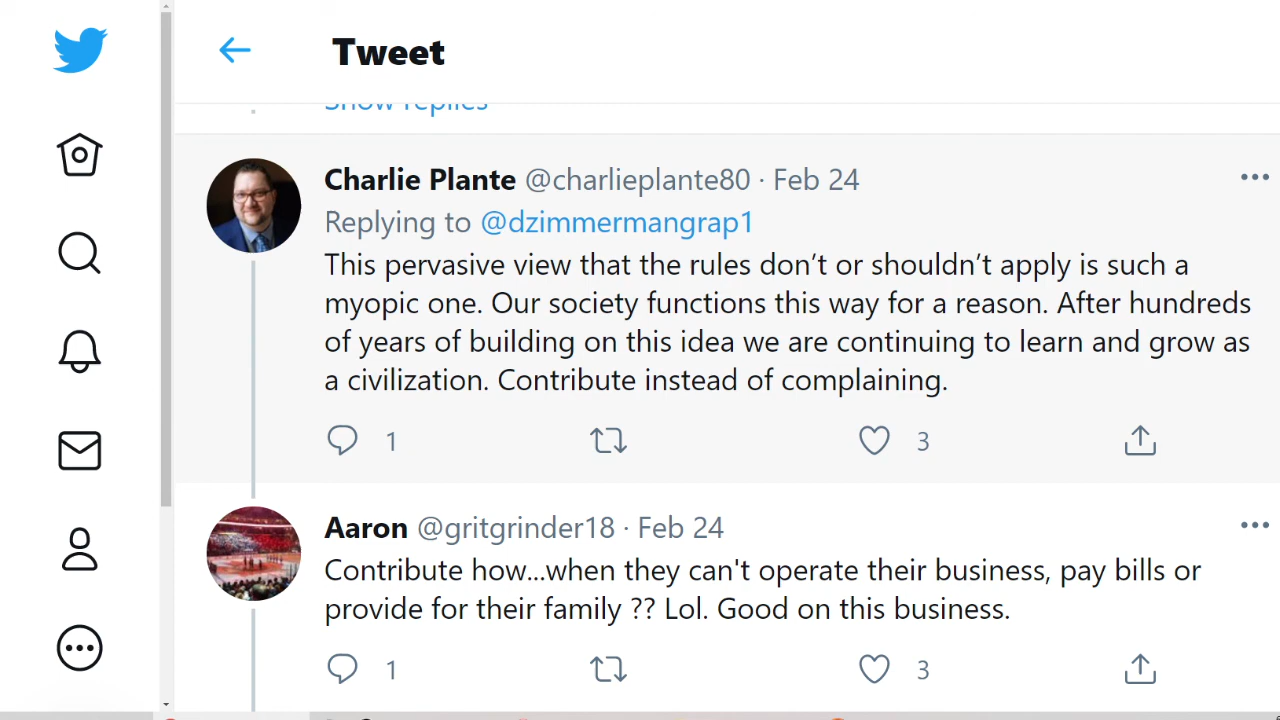 Tweet
Show replies
Charlie Plante @charlieplante80 · Feb 24
Replying to @dzimmermangrap1
This pervasive view that the rules don’t or shouldn’t apply is such a
myopic one. Our society functions this way for a reason. After hundreds
of years of building on this idea we are continuing to learn and grow as
a civilization. Contribute instead of complaining.
1 3
Aaron @gritgrinder18 · Feb 24
Contribute how...when they can't operate their business, pay bills or
provide for their family ?? Lol. Good on this business.
1 3